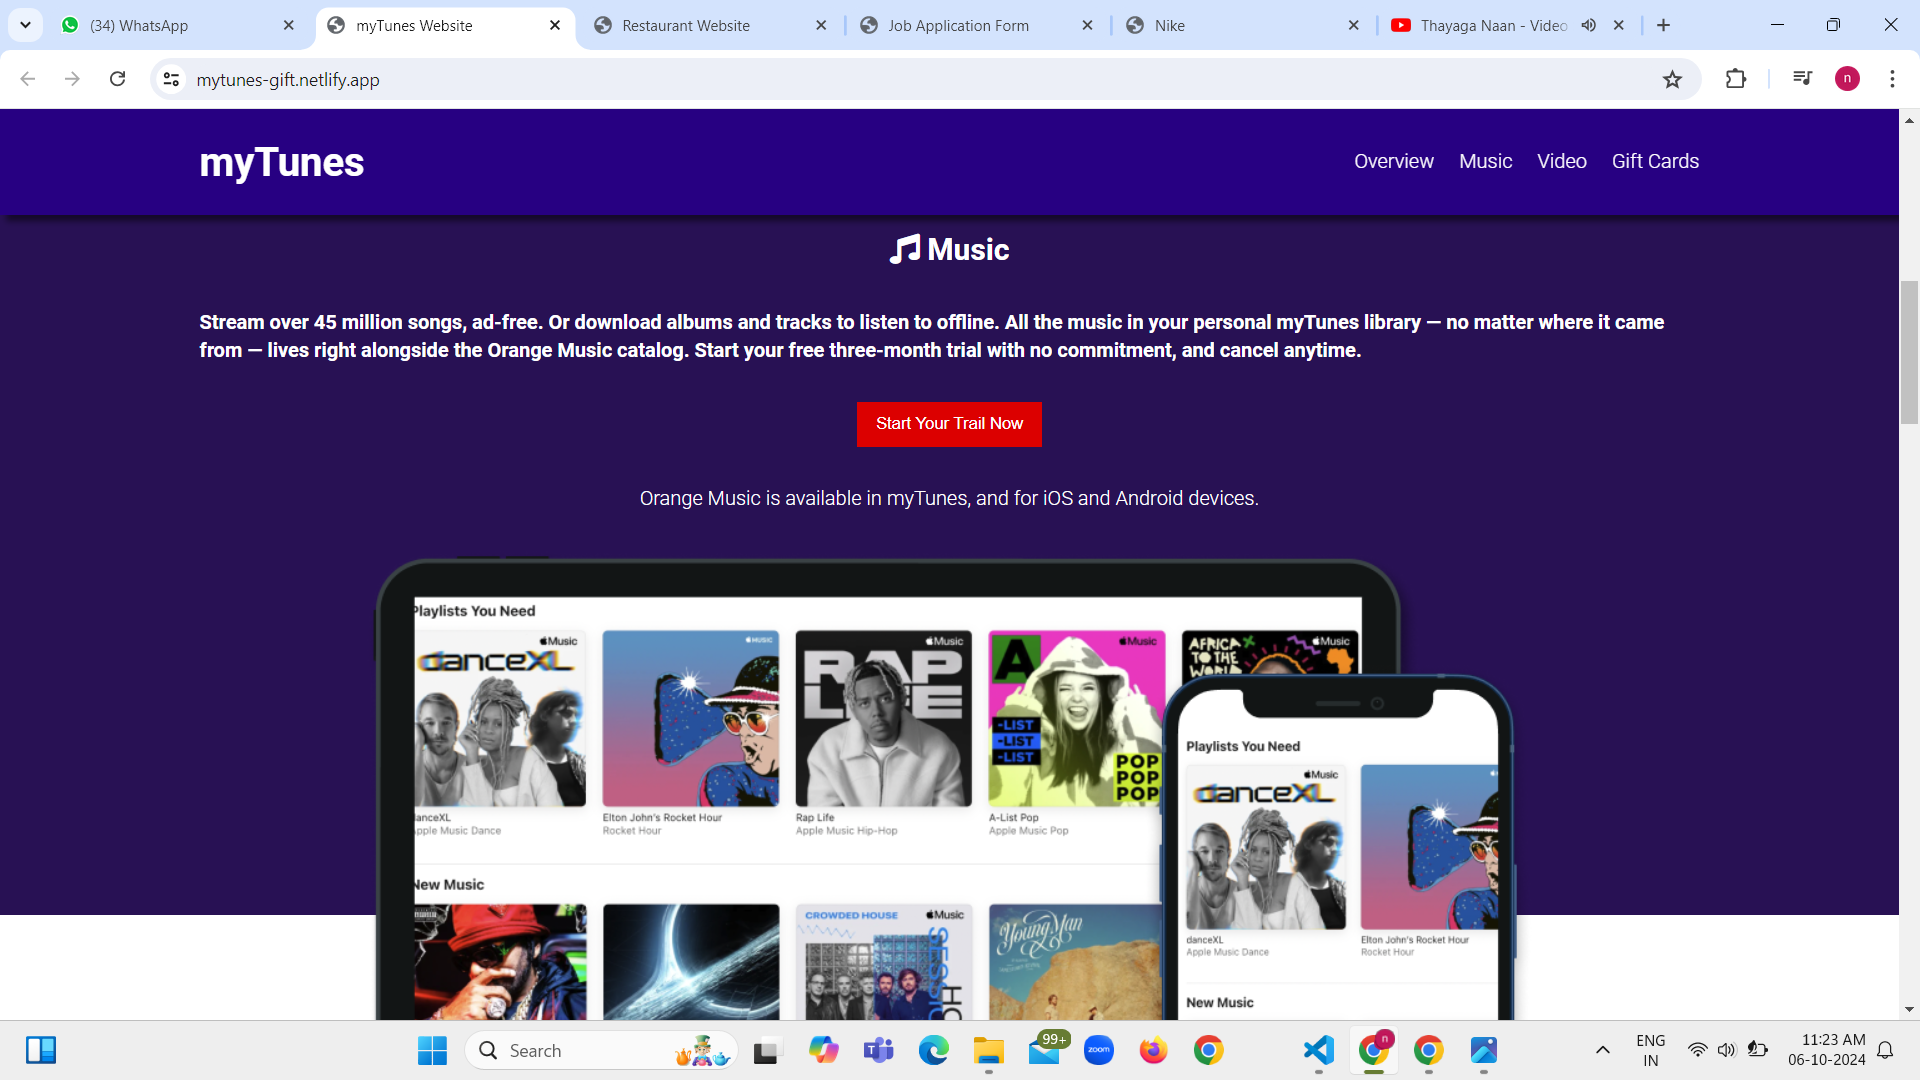 (34) WhatsApp
myTunes Website
Restaurant Website
Job Application Form
Nike
Thayaga Naan - Video
mytunes-gift.netlify.app
n
myTunes
Overview Music Video Gift Cards
Music
Stream over 45 million songs, ad-free. Or download albums and tracks to listen to offline. All the music in your personal myTunes library — no matter where it came
from — lives right alongside the Orange Music catalog. Start your free three-month trial with no commitment, and cancel anytime.
Start Your Trail Now
Orange Music is available in myTunes, and for iOS and Android devices.
Playlists You Need
Music
danceXL
MUSIC
Music
RAP
LIFE
Music
A
-LIST
-LIST
-LIST
POP
POP
POP
Music
AFRICA
TO THE
WORLD
danceXL
Apple Music Dance
Elton John's Rocket Hour
Rocket Hour
Rap Life
Apple Music Hip-Hop
A-List Pop
Apple Music Pop
New Music
CROWDED HOUSE
Music
Young Man
Playlists You Need
Music
danceXL
danceXL
Apple Music Dance
Elton John's Rocket Hour
Rocket Hour
New Music
Search
99+
zoom
n
ENG
IN
11:23 AM
06-10-2024